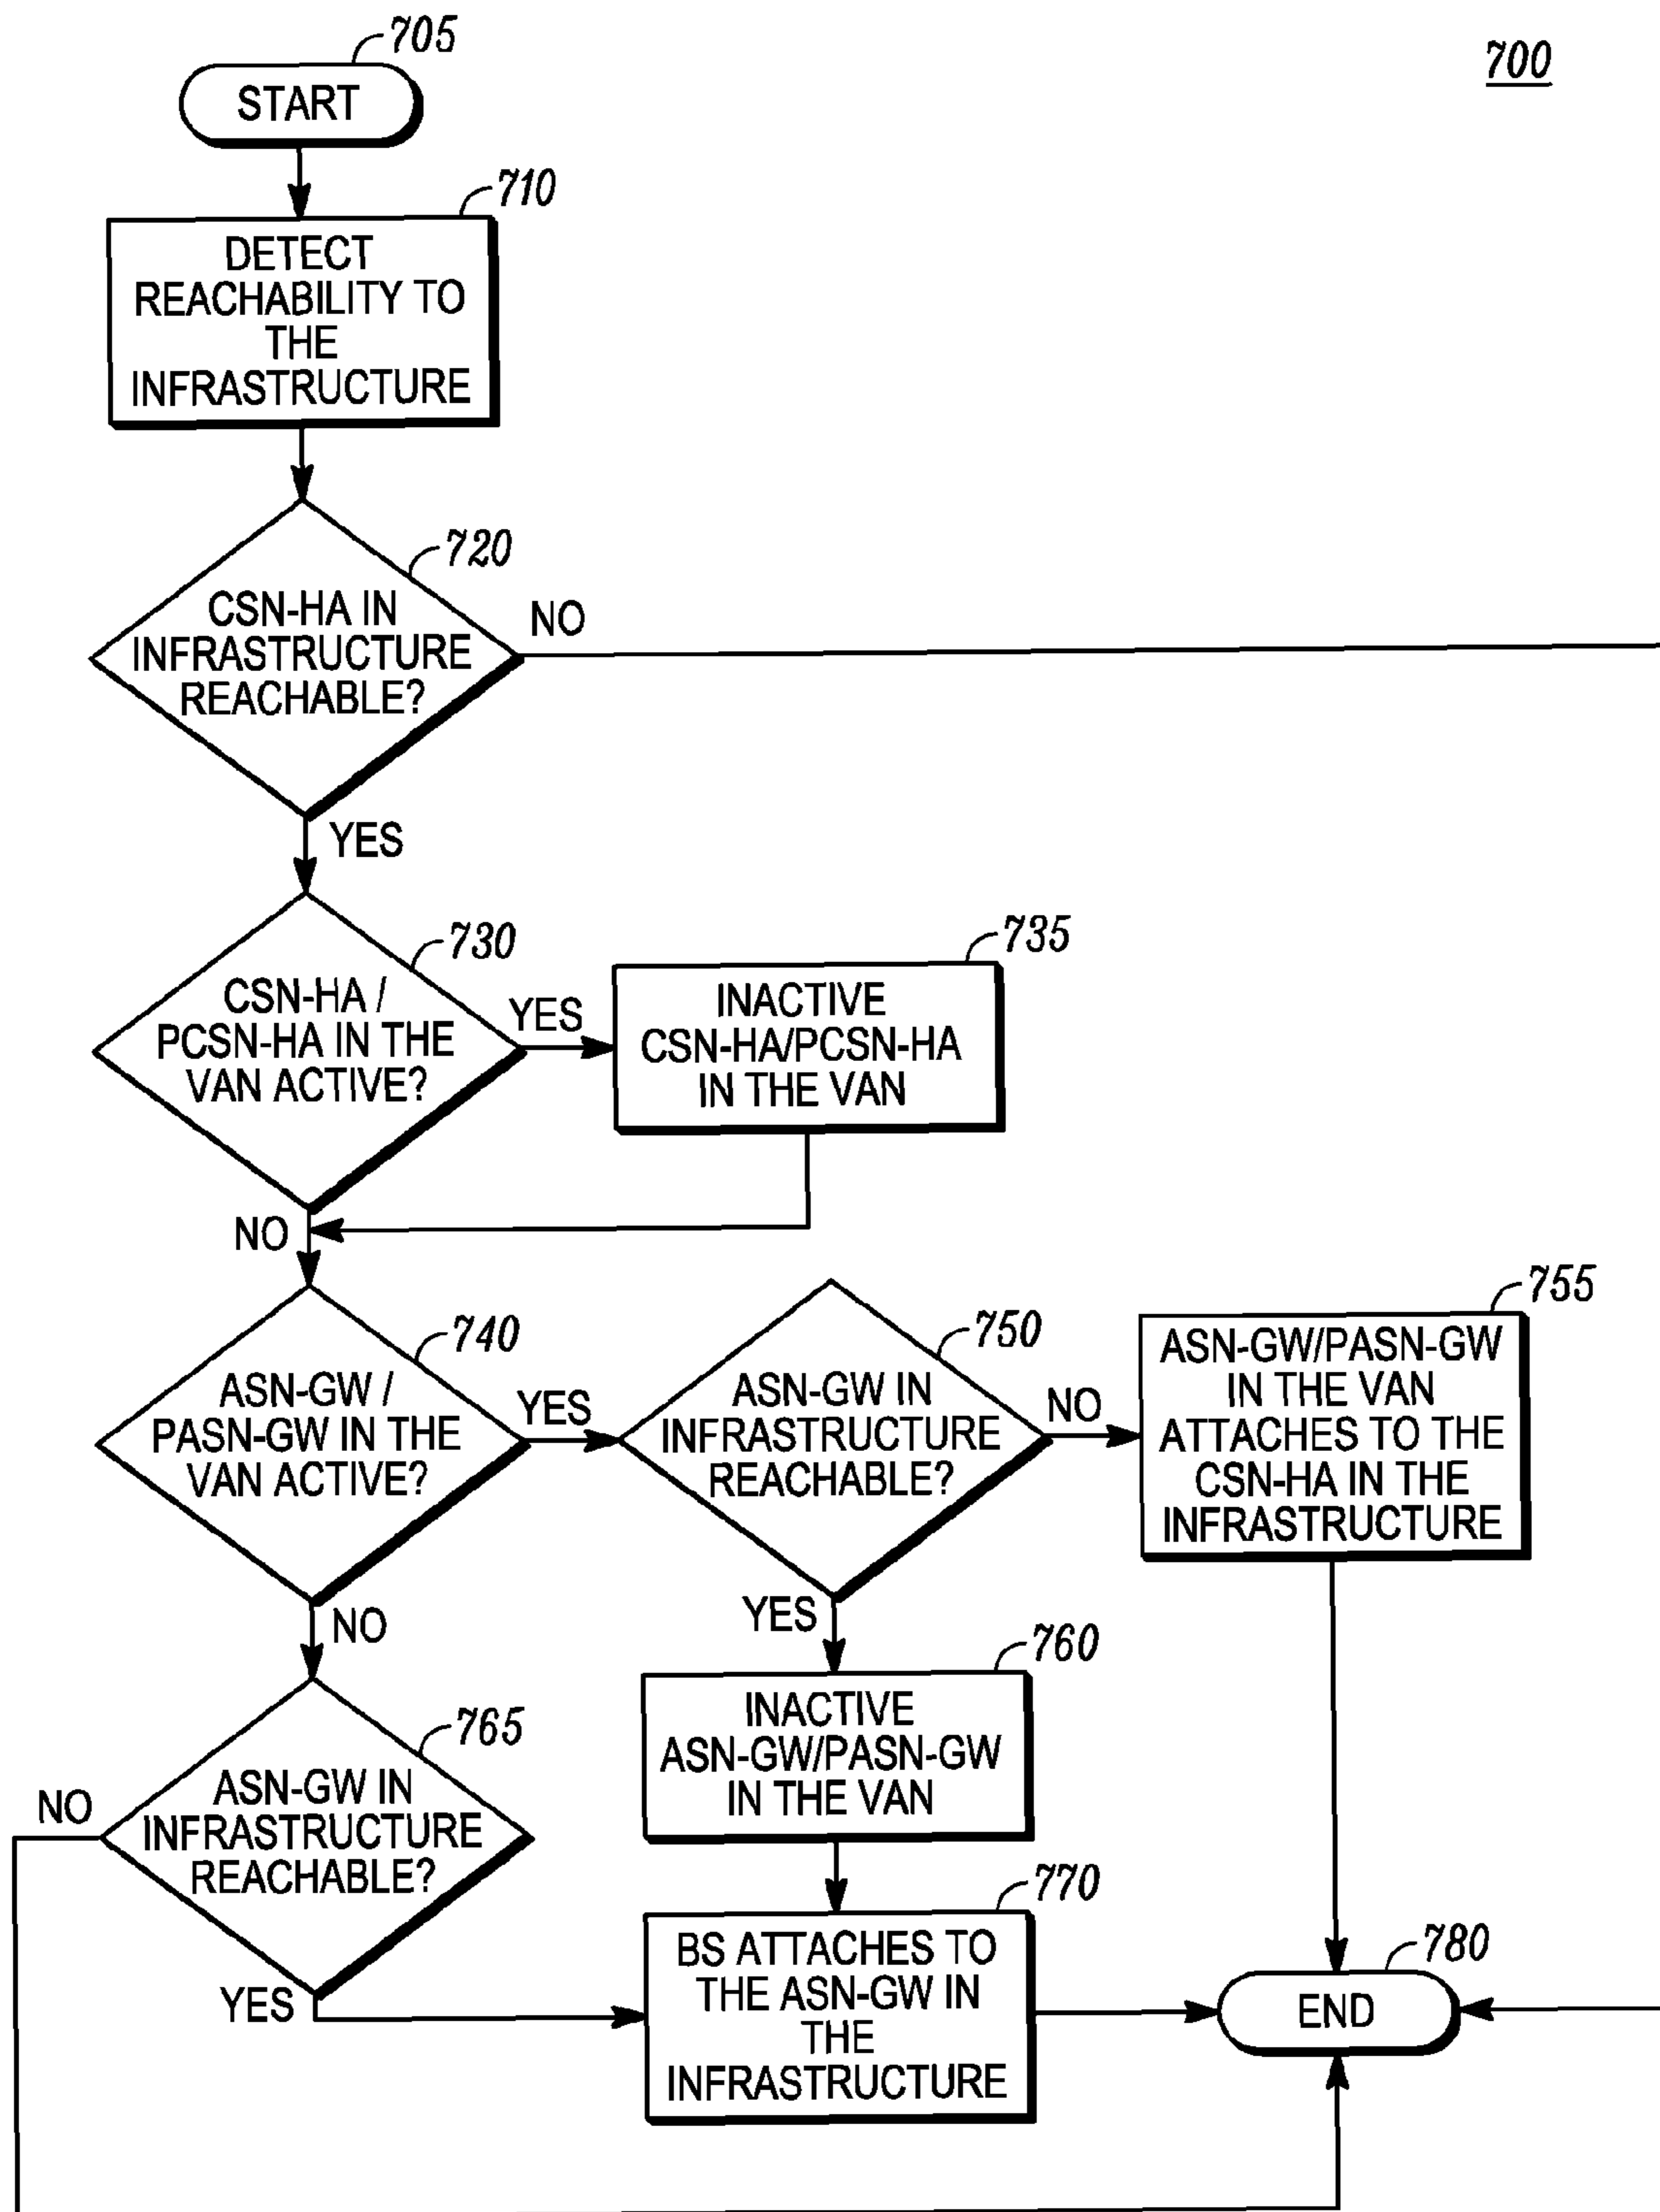 705
700
START
710
DETECT
REACHABILITY TO
THE
INFRASTRUCTURE
720
CSN-HA IN
INFRASTRUCTURE
REACHABLE?
NO
YES
730
CSN-HA /
PCSN-HA IN THE
VAN ACTIVE?
YES
735
INACTIVE
CSN-HA/PCSN-HA
IN THE VAN
NO
740
ASN-GW /
PASN-GW IN THE
VAN ACTIVE?
YES
750
ASN-GW IN
INFRASTRUCTURE
REACHABLE?
NO
755
ASN-GW/PASN-GW
IN THE VAN
ATTACHES TO THE
CSN-HA IN THE
INFRASTRUCTURE
NO
YES
760
INACTIVE
ASN-GW/PASN-GW
IN THE VAN
765
NO
ASN-GW IN
INFRASTRUCTURE
REACHABLE?
YES
770
BS ATTACHES TO
THE ASN-GW IN
THE
INFRASTRUCTURE
780
END